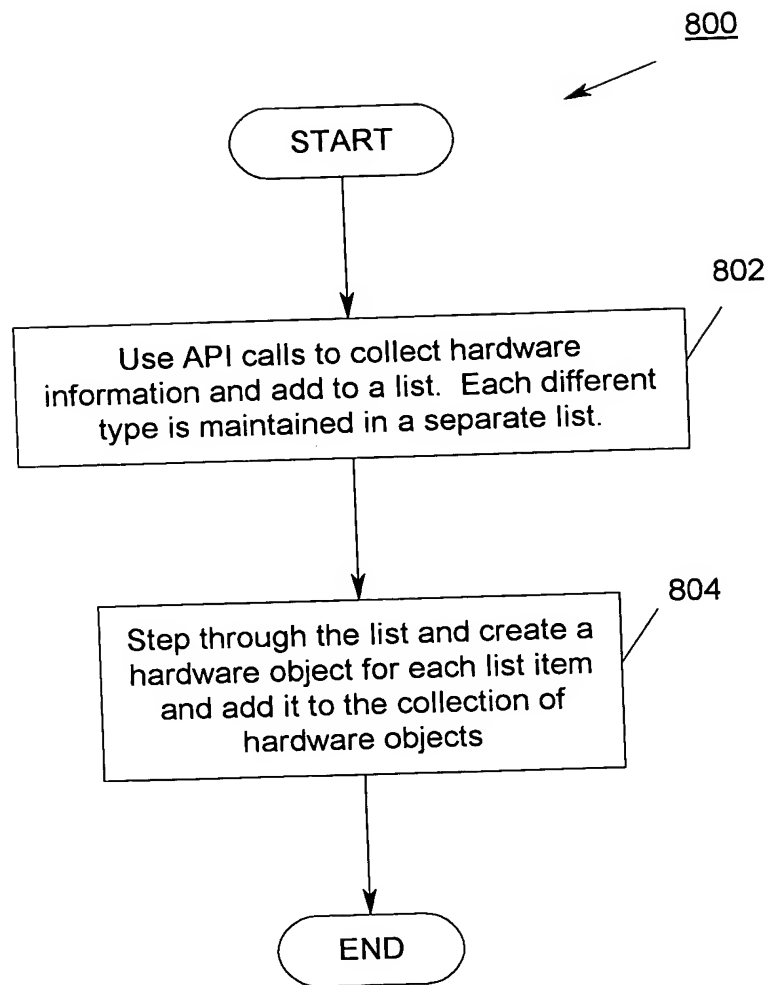 800
START
802
Use API calls to collect hardware
information and add to a list. Each different
type is maintained in a separate list.
804
Step through the list and create a
hardware object for each list item
and add it to the collection of
hardware objects
END